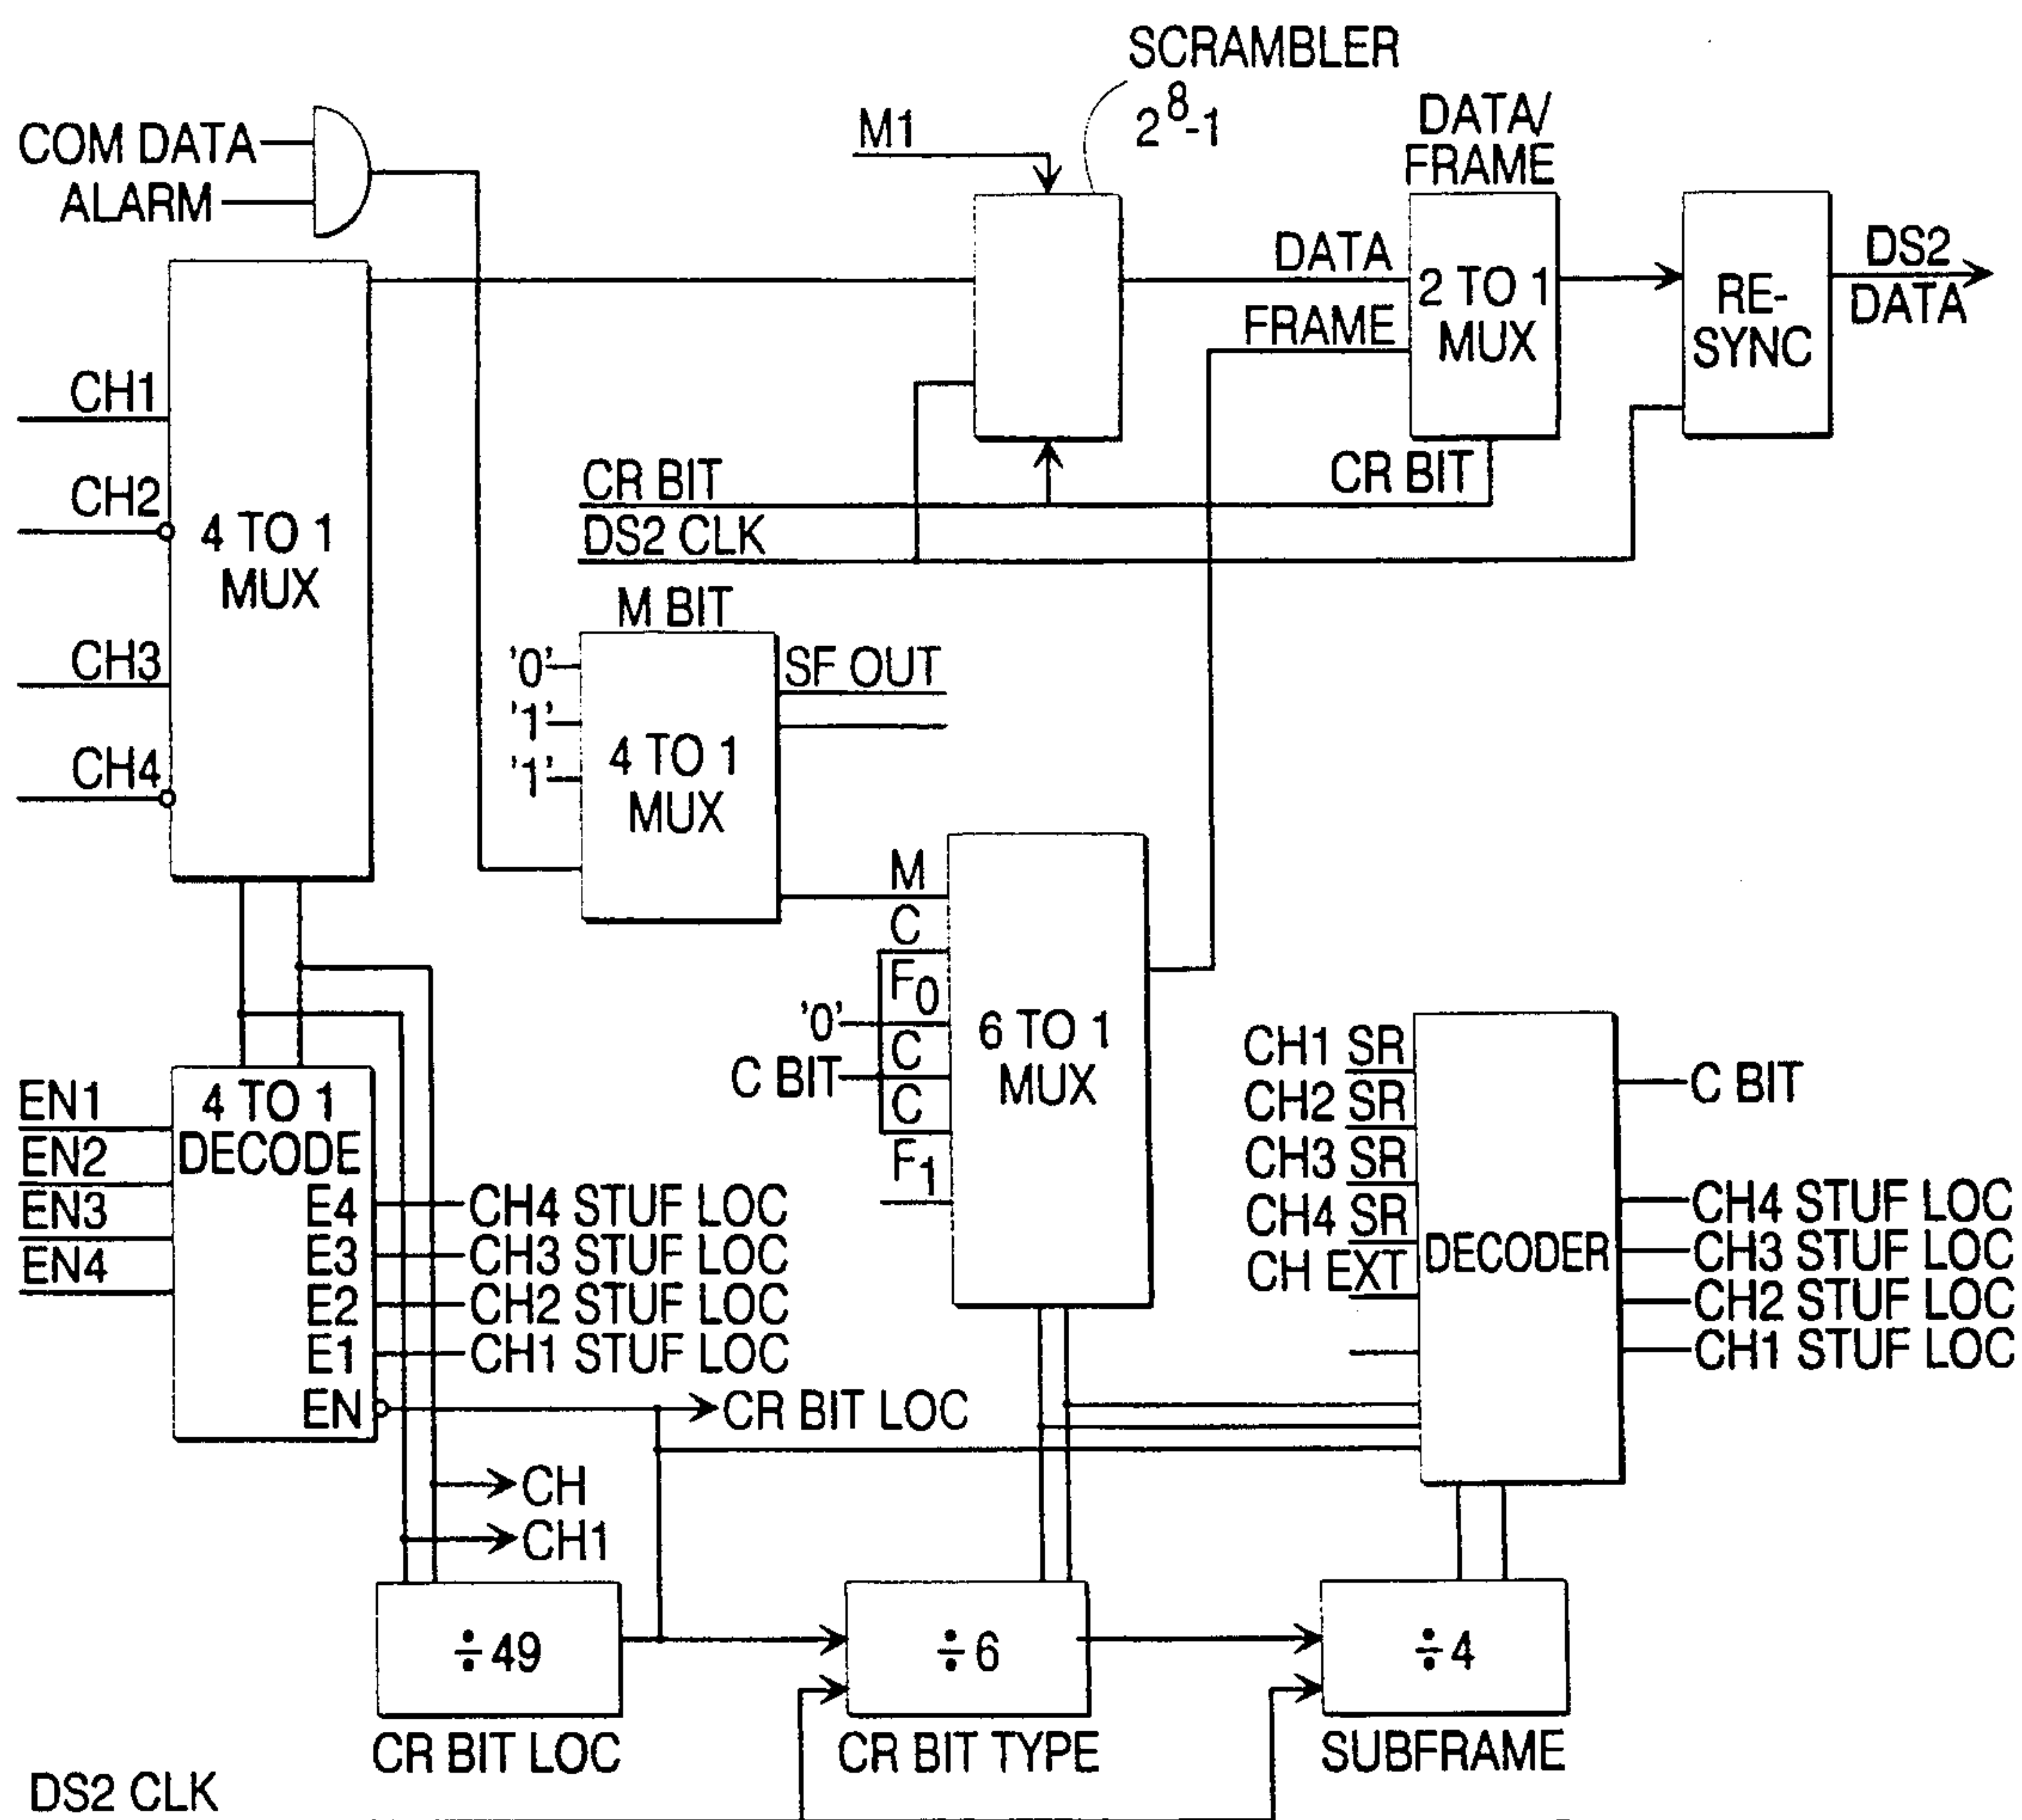 SCRAMBLER
2^8-1
COM DATA
ALARM
M1
DATA/
FRAME
DATA
FRAME
2 TO 1
MUX
RE-
SYNC
DS2
DATA
CH1
CH2
CH3
CH4
4 TO 1
MUX
CR BIT
DS2 CLK
CR BIT
M BIT
'0'
'1'
'1'
4 TO 1
MUX
SF OUT
M
C
F0
C
C
F1
'0'
C BIT
6 TO 1
MUX
EN1
EN2
EN3
EN4
4 TO 1
DECODE
E4
E3
E2
E1
EN
CH4 STUF LOC
CH3 STUF LOC
CH2 STUF LOC
CH1 STUF LOC
CR BIT LOC
CH
CH1
CH1 SR
CH2 SR
CH3 SR
CH4 SR
CH EXT
DECODER
C BIT
CH4 STUF LOC
CH3 STUF LOC
CH2 STUF LOC
CH1 STUF LOC
÷49
÷6
÷4
CR BIT LOC
CR BIT TYPE
SUBFRAME
DS2 CLK